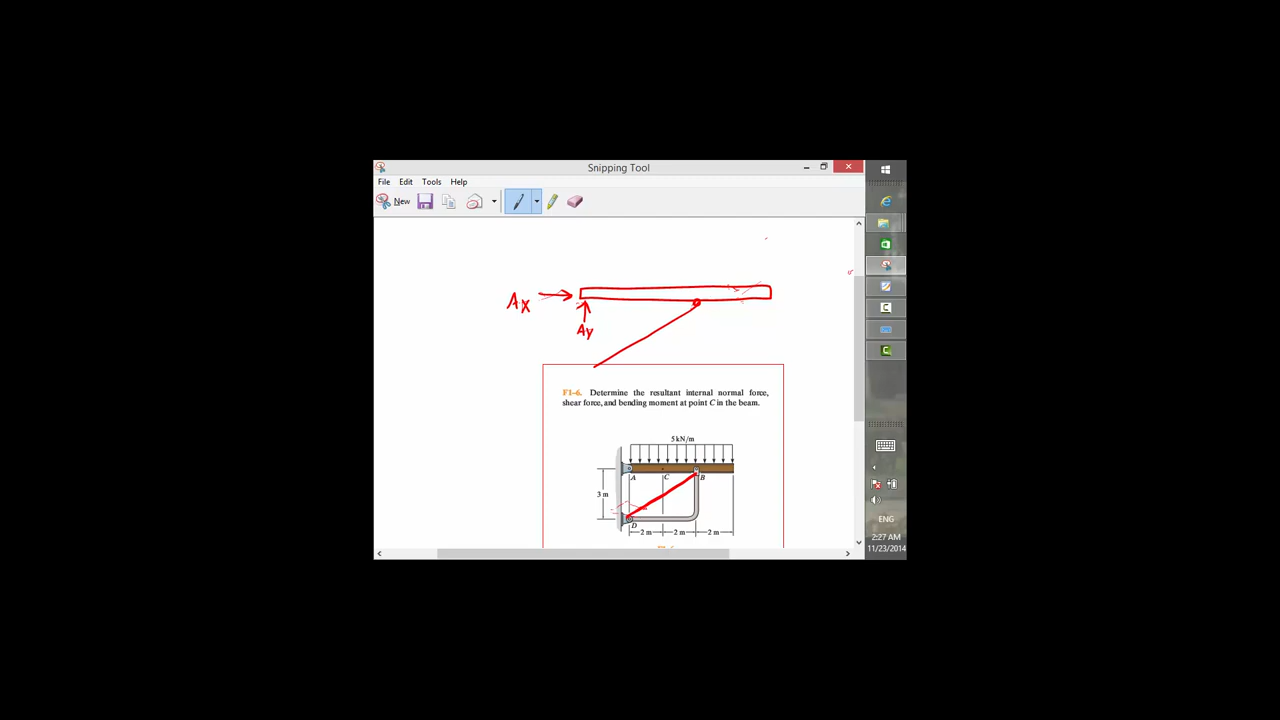 Snipping Tool
File Edit Tools Help
New
Ax
Ay
F1–6. Determine the resultant internal normal force,
shear force, and bending moment at point C in the beam.
5 kN/m
A C B
3 m
D
2 m 2 m 2 m
ENG
2:27 AM
11/23/2014